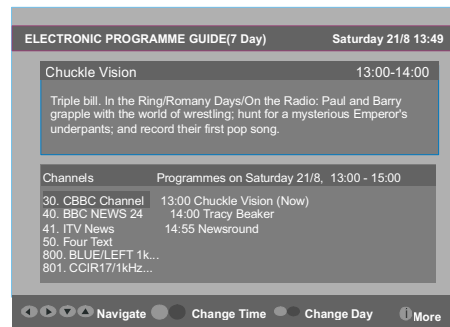 ELECTRONIC PROGRAMME GUIDE(7 Day) Saturday 21/8 13:49
Chuckle Vision 13:00-14:00
Triple bill. In the Ring/Romany Days/On the Radio: Paul and Barry
grapple with the world of wrestling; hunt for a mysterious Emperor's
underpants; and record their first pop song.
Channels Programmes on Saturday 21/8, 13:00 - 15:00
30. CBBC Channel 13:00 Chuckle Vision (Now)
40. BBC NEWS 24 14:00 Tracy Beaker
41. ITV News 14:55 Newsround
50. Four Text
800. BLUE/LEFT 1k...
801. CCIR17/1kHz...
Navigate Change Time Change Day i More